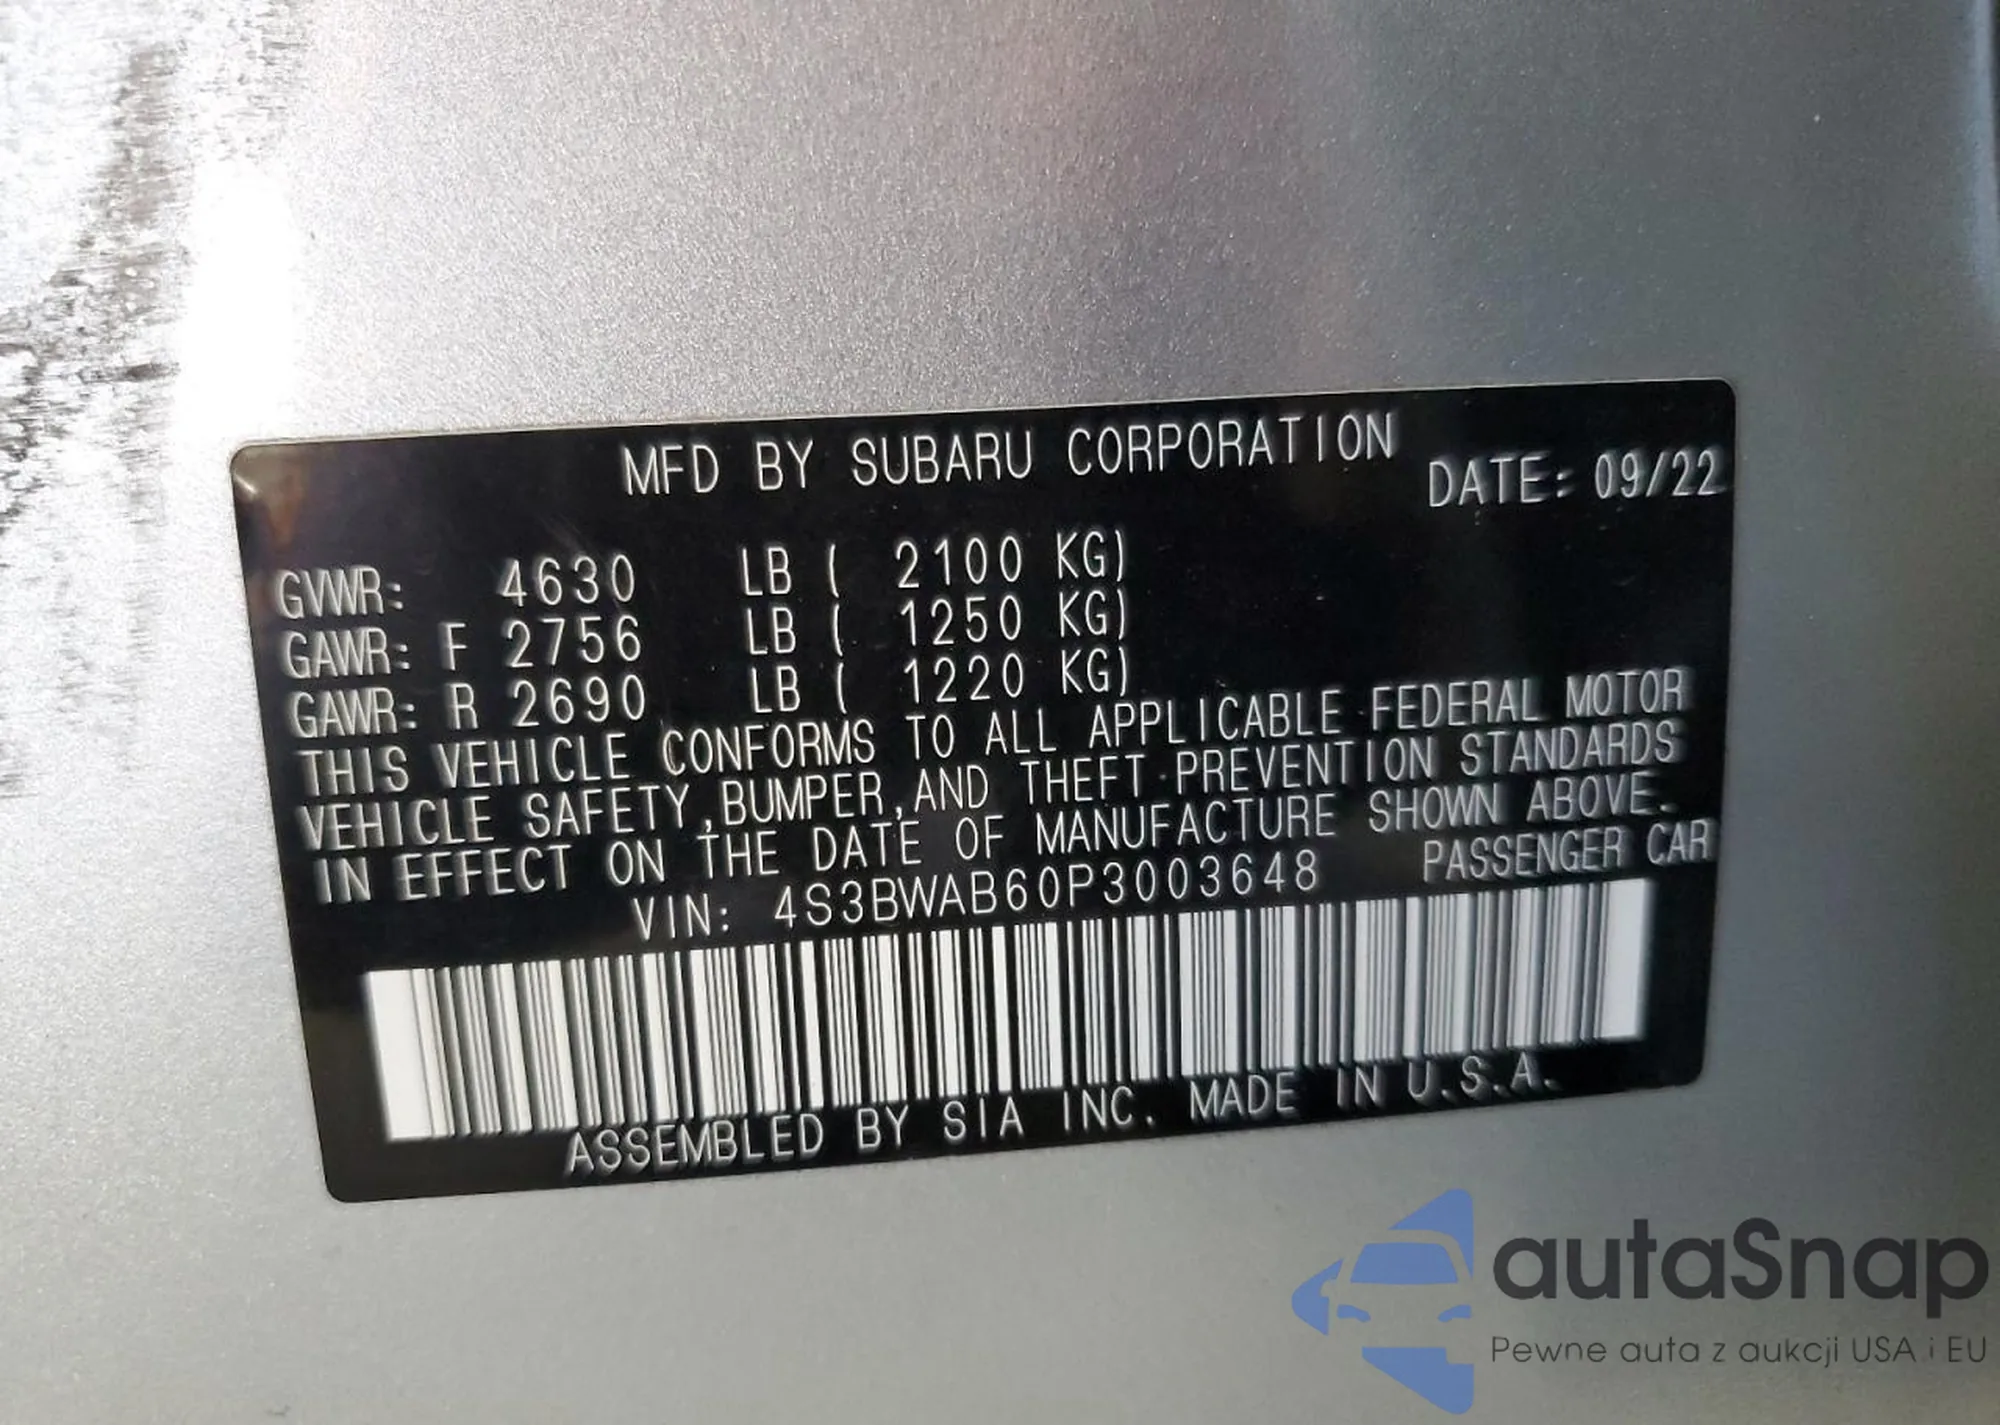 MFD BY SUBARU CORPORATION DATE: 09/22
GVWR: 4630 LB ( 2100 KG)
GAWR: F 2756 LB ( 1250 KG)
GAWR: R 2690 LB ( 1220 KG)
THIS VEHICLE CONFORMS TO ALL APPLICABLE FEDERAL MOTOR
VEHICLE SAFETY, BUMPER, AND THEFT PREVENTION STANDARDS
IN EFFECT ON THE DATE OF MANUFACTURE SHOWN ABOVE.
VIN: 4S3BWAB60P3003648 PASSENGER CAR
ASSEMBLED BY SIA INC. MADE IN U.S.A.
autaSnap
Pewne auta z aukcji USA i EU